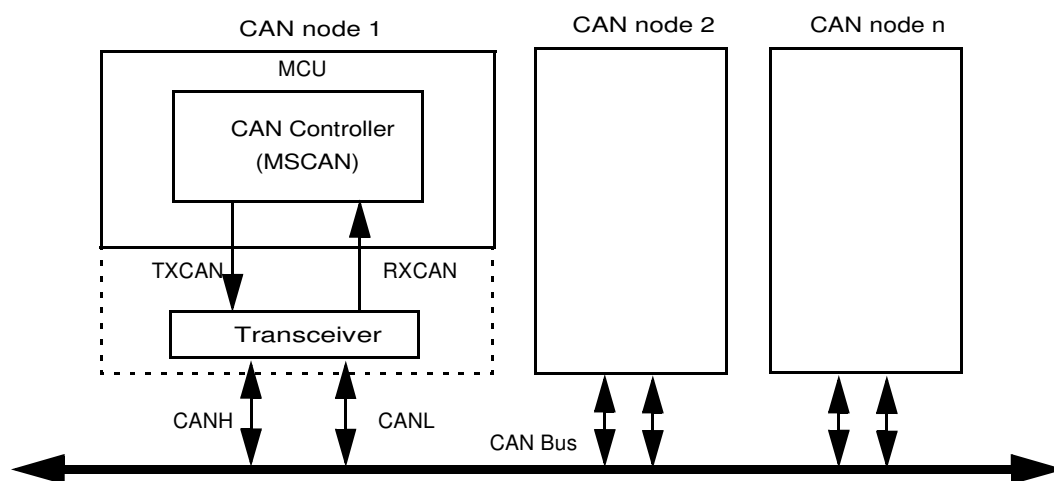 CAN node 1
CAN node 2
CAN node n
MCU
CAN Controller
(MSCAN)
TXCAN
RXCAN
Transceiver
CANH
CANL
CAN Bus